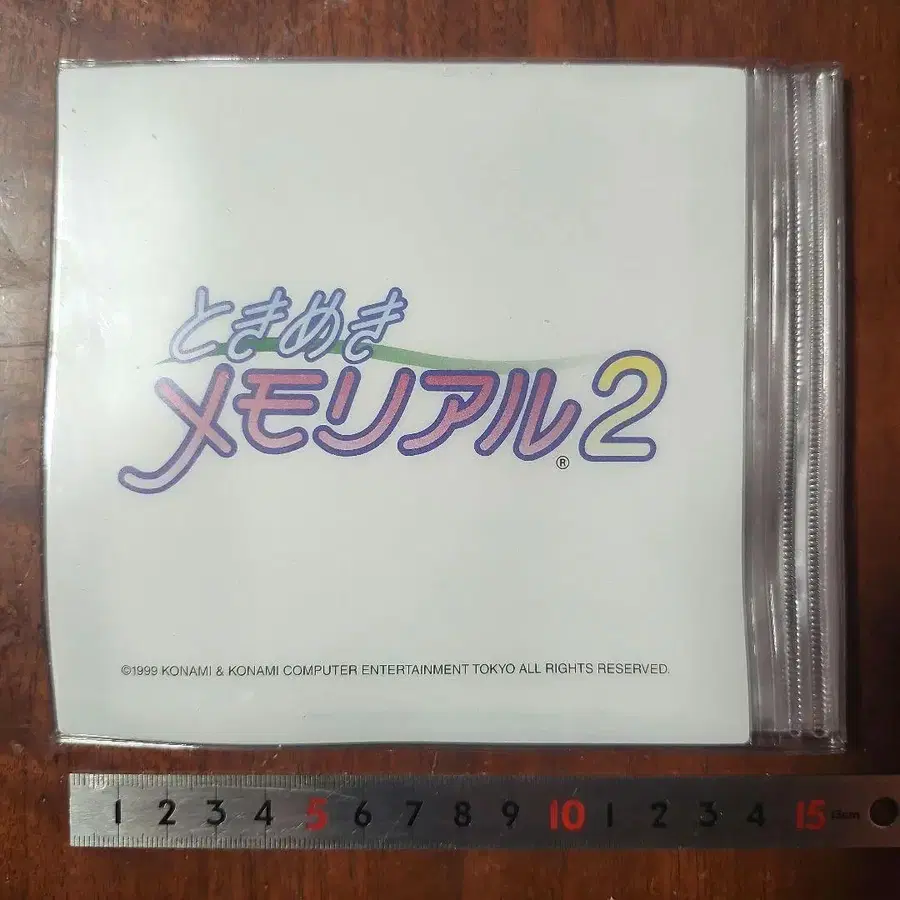 ときめき
メモリアル2
®
©1999 KONAMI & KONAMI COMPUTER ENTERTAINMENT TOKYO ALL RIGHTS RESERVED.
1 2 3 4 5 6 7 8 9 10 1 2 3 4 15 15cm